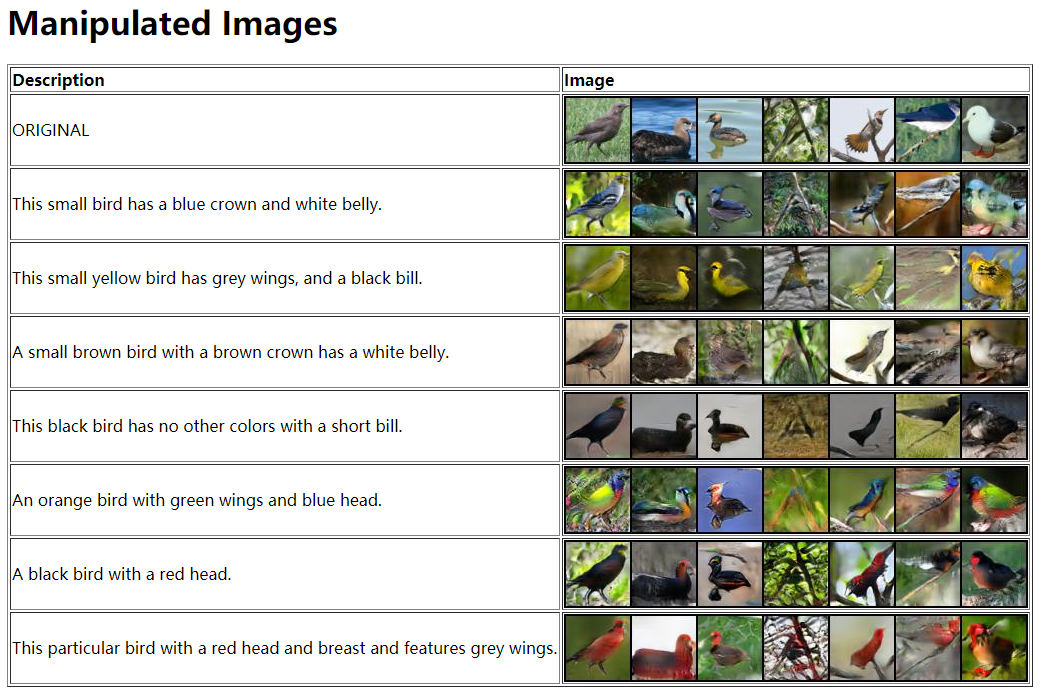 Manipulated Images
Description
Image
ORIGINAL
This small bird has a blue crown and white belly.
This small yellow bird has grey wings, and a black bill.
A small brown bird with a brown crown has a white belly.
This black bird has no other colors with a short bill.
An orange bird with green wings and blue head.
A black bird with a red head.
This particular bird with a red head and breast and features grey wings.